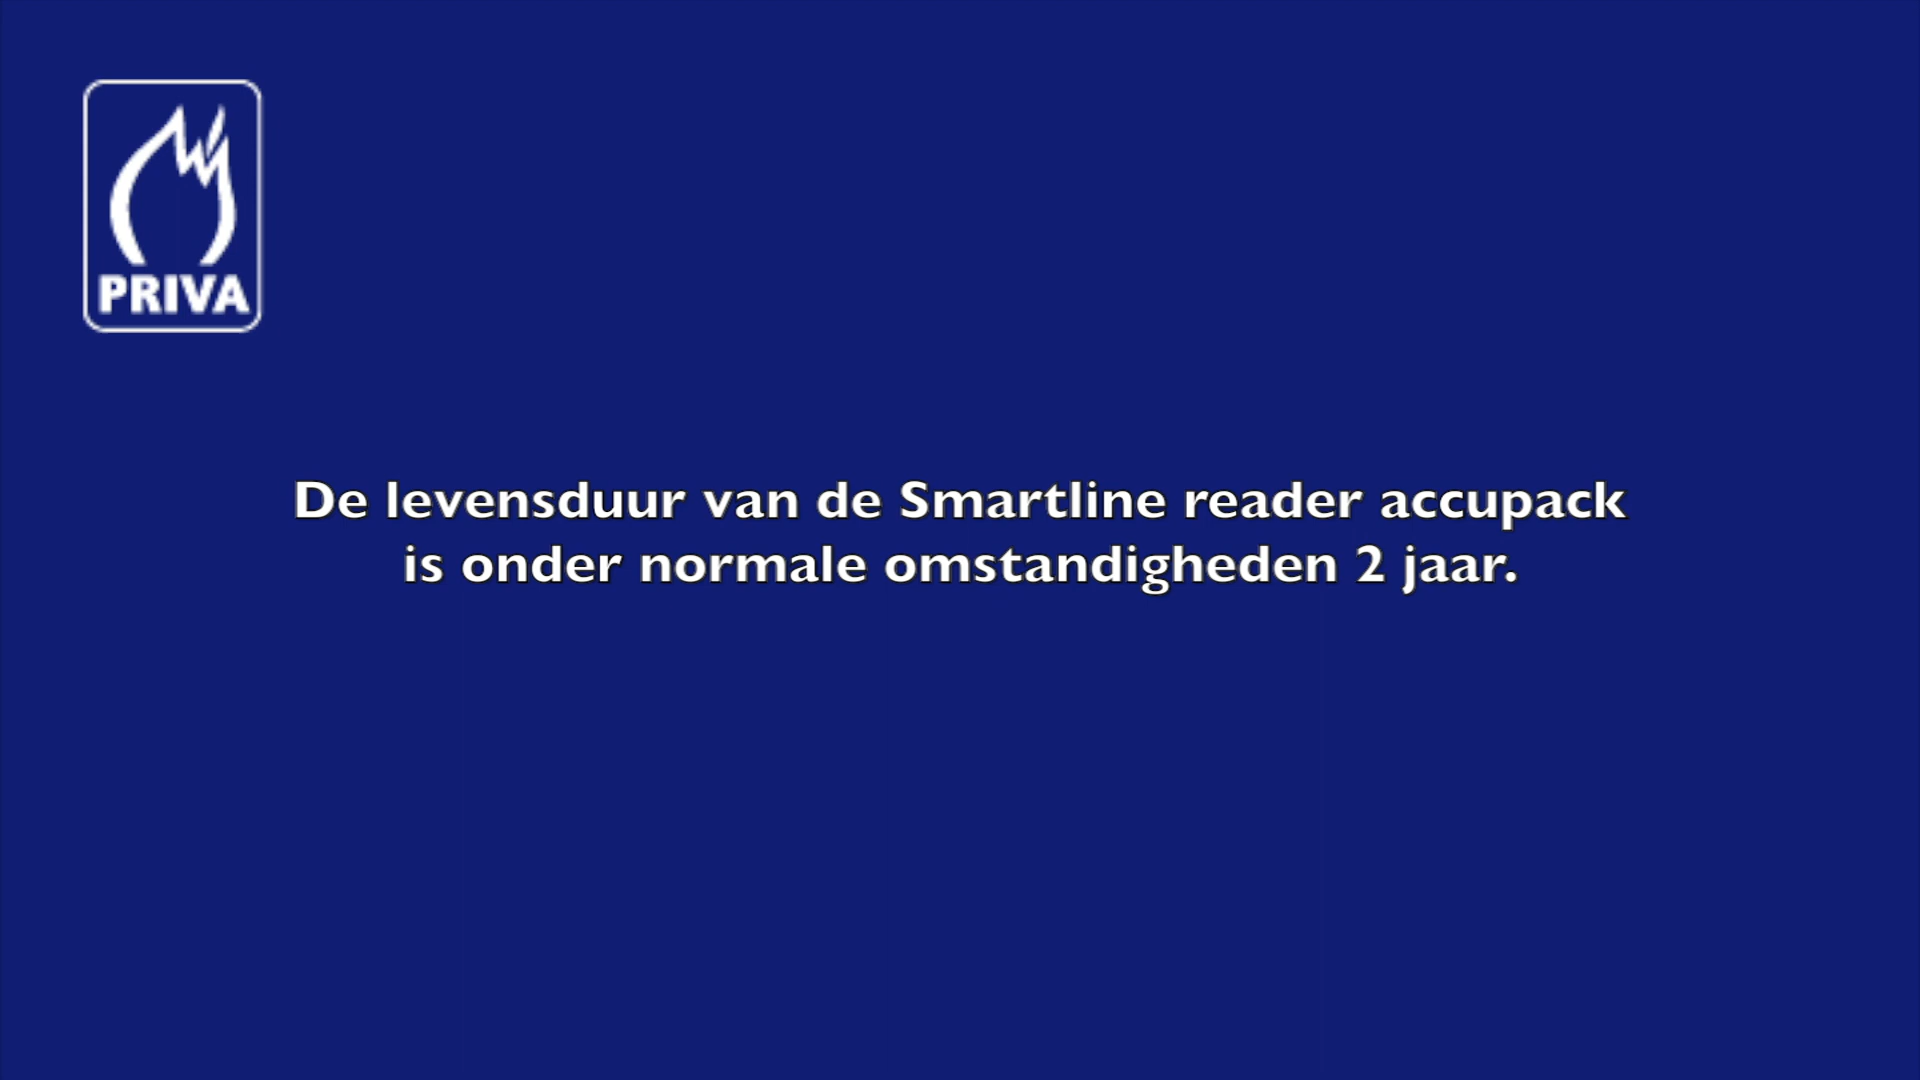 PRIVA
De levensduur van de Smartline reader accupack
is onder normale omstandigheden 2 jaar.